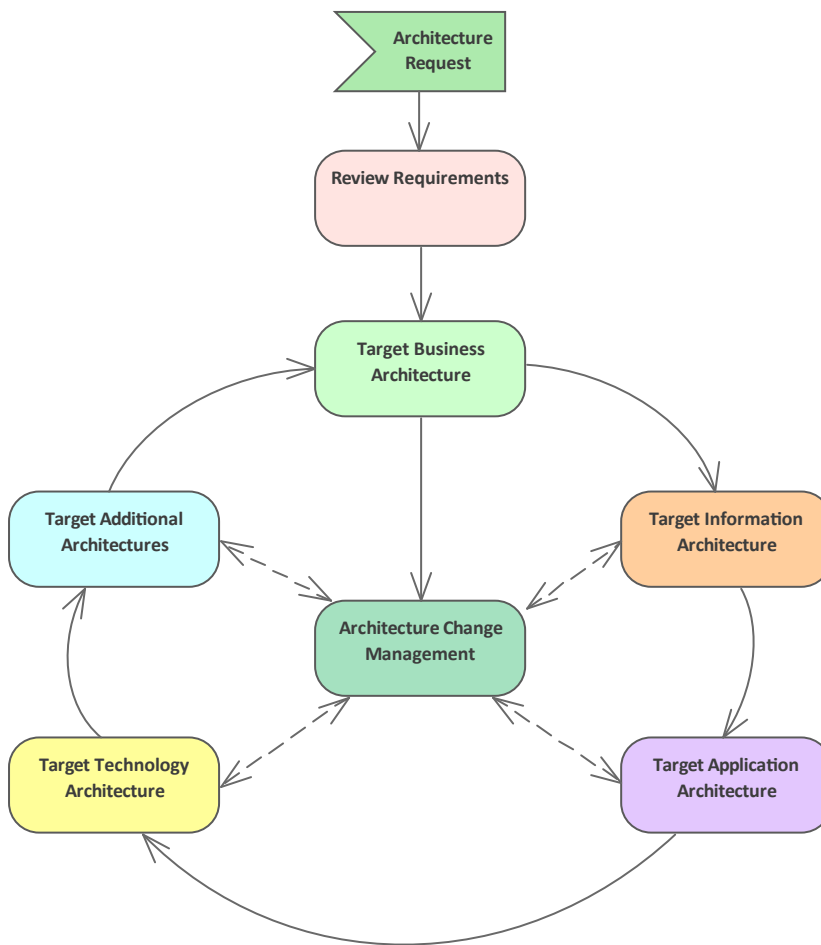 Architecture
Request
Review Requirements
Target Business
Architecture
Target Additional
Architectures
Target Information
Architecture
Architecture Change
Management
Target Technology
Architecture
Target Application
Architecture